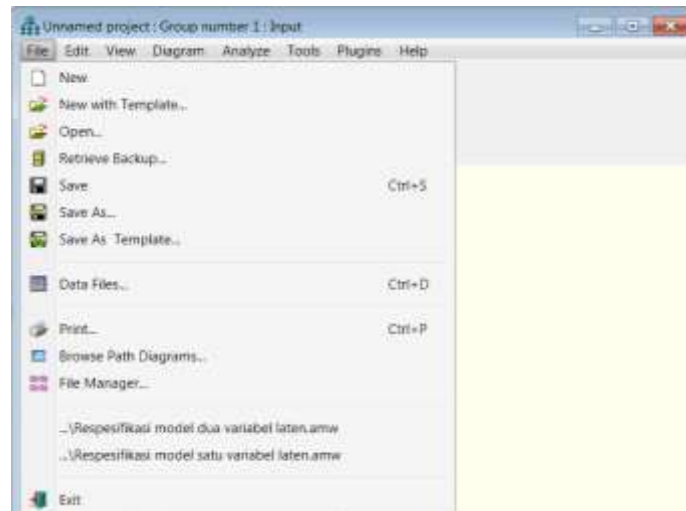 Unnamed project : Group number 1 : Input
File Edit View Diagram Analyze Tools Plugins Help
New
New with Template...
Open...
Retrieve Backup...
Save Ctrl+S
Save As...
Save As Template...
Data Files... Ctrl+D
Print... Ctrl+P
Browse Path Diagrams...
File Manager...
...\Respesifikasi model dua variabel laten.amw
...\Respesifikasi model satu variabel laten.amw
Exit